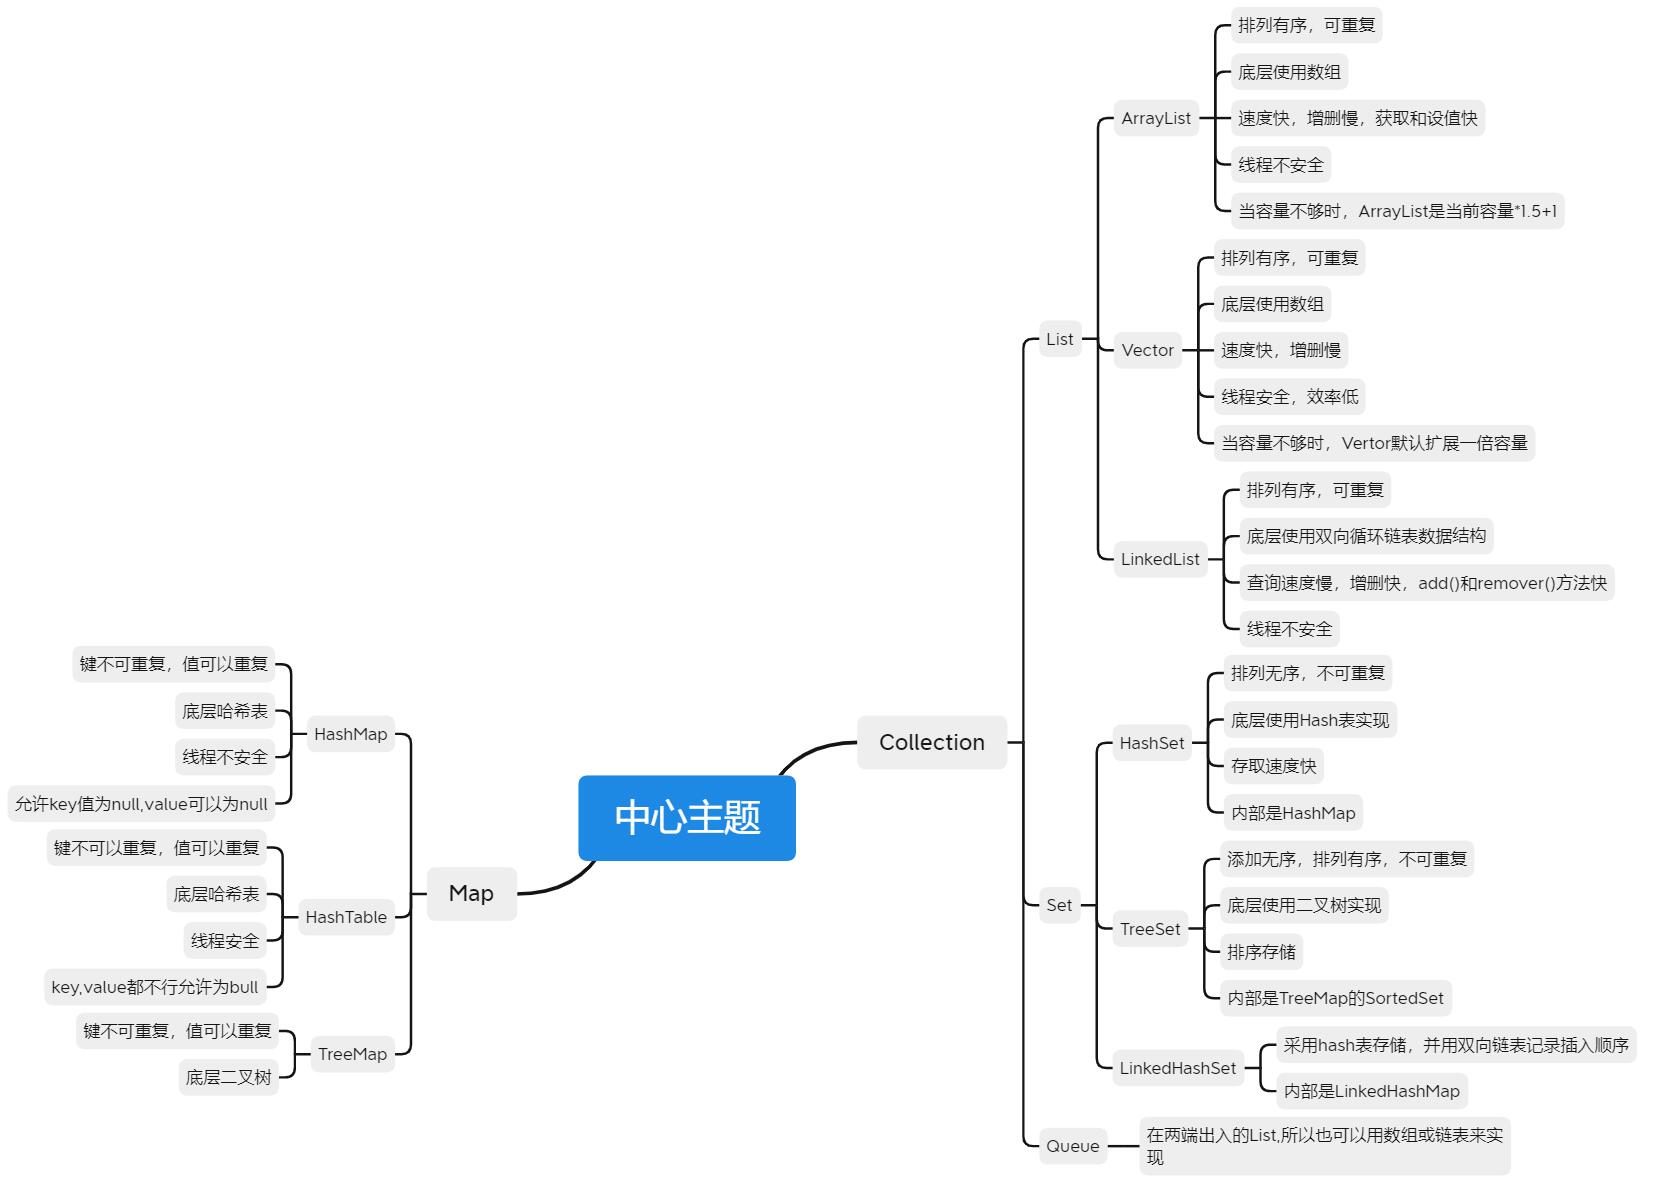 中心主题
Collection
List
ArrayList
排列有序，可重复
底层使用数组
速度快，增删慢，获取和设值快
线程不安全
当容量不够时，ArrayList是当前容量*1.5+1
Vector
排列有序，可重复
底层使用数组
速度快，增删慢
线程安全，效率低
当容量不够时，Vertor默认扩展一倍容量
LinkedList
排列有序，可重复
底层使用双向循环链表数据结构
查询速度慢，增删快，add()和remover()方法快
线程不安全
Set
HashSet
排列无序，不可重复
底层使用Hash表实现
存取速度快
内部是HashMap
TreeSet
添加无序，排列有序，不可重复
底层使用二叉树实现
排序存储
内部是TreeMap的SortedSet
LinkedHashSet
采用hash表存储，并用双向链表记录插入顺序
内部是LinkedHashMap
Queue
在两端出入的List,所以也可以用数组或链表来实
现
Map
HashMap
键不可重复，值可以重复
底层哈希表
线程不安全
允许key值为null,value可以为null
HashTable
键不可以重复，值可以重复
底层哈希表
线程安全
key,value都不行允许为bull
TreeMap
键不可重复，值可以重复
底层二叉树